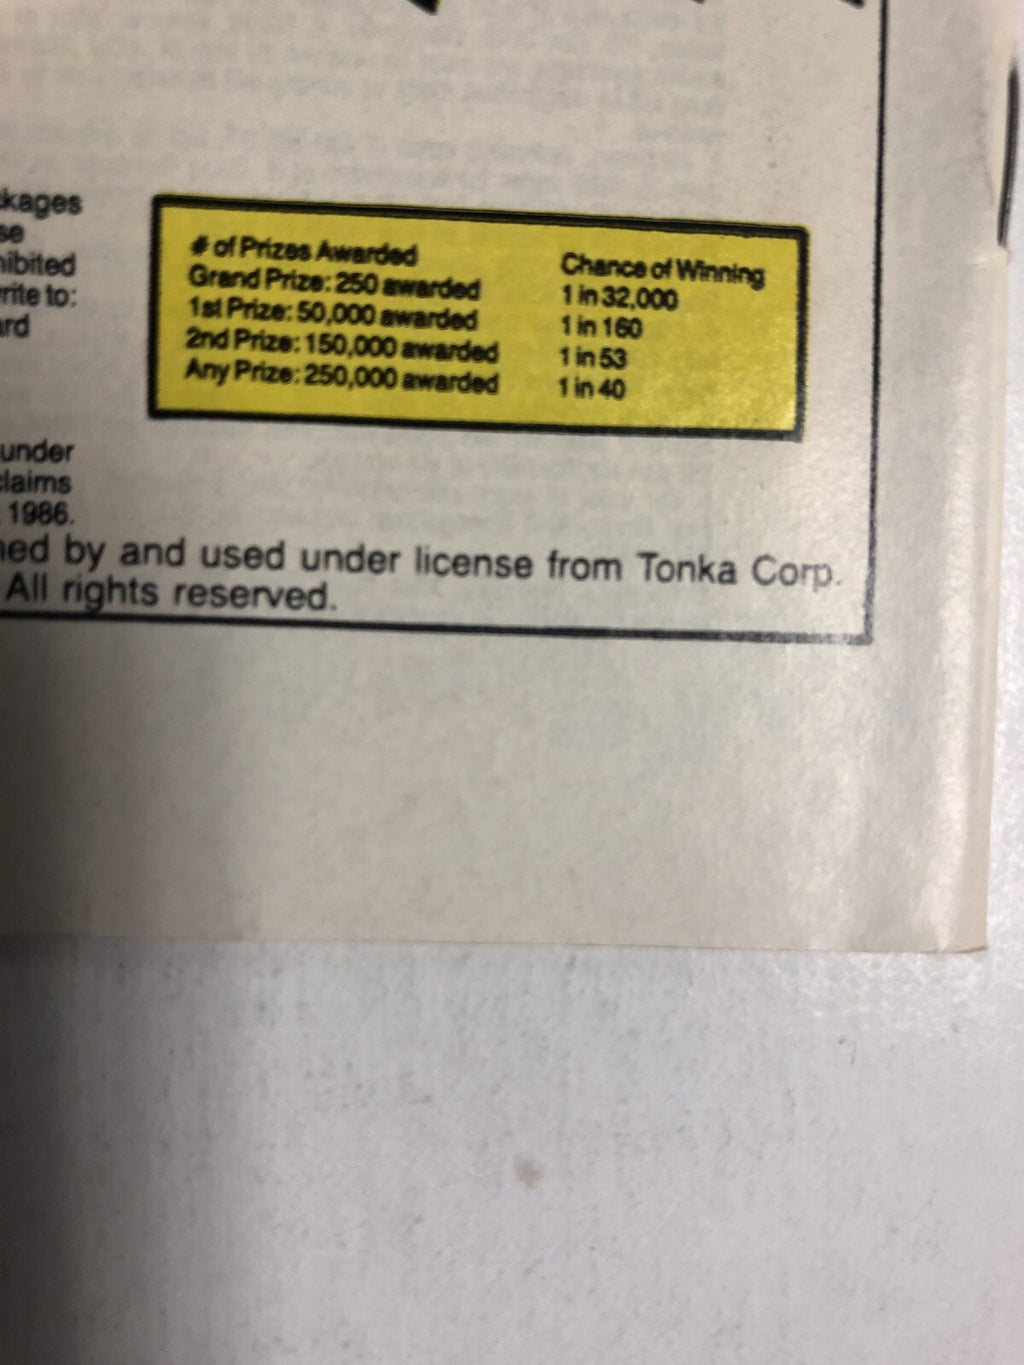 ckages
se
hibited
rite to:
ard
# of Prizes Awarded Chance of Winning
Grand Prize: 250 awarded 1 in 32,000
1st Prize: 50,000 awarded 1 in 160
2nd Prize: 150,000 awarded 1 in 53
Any Prize: 250,000 awarded 1 in 40
under
claims
1986.
ned by and used under license from Tonka Corp.
All rights reserved.